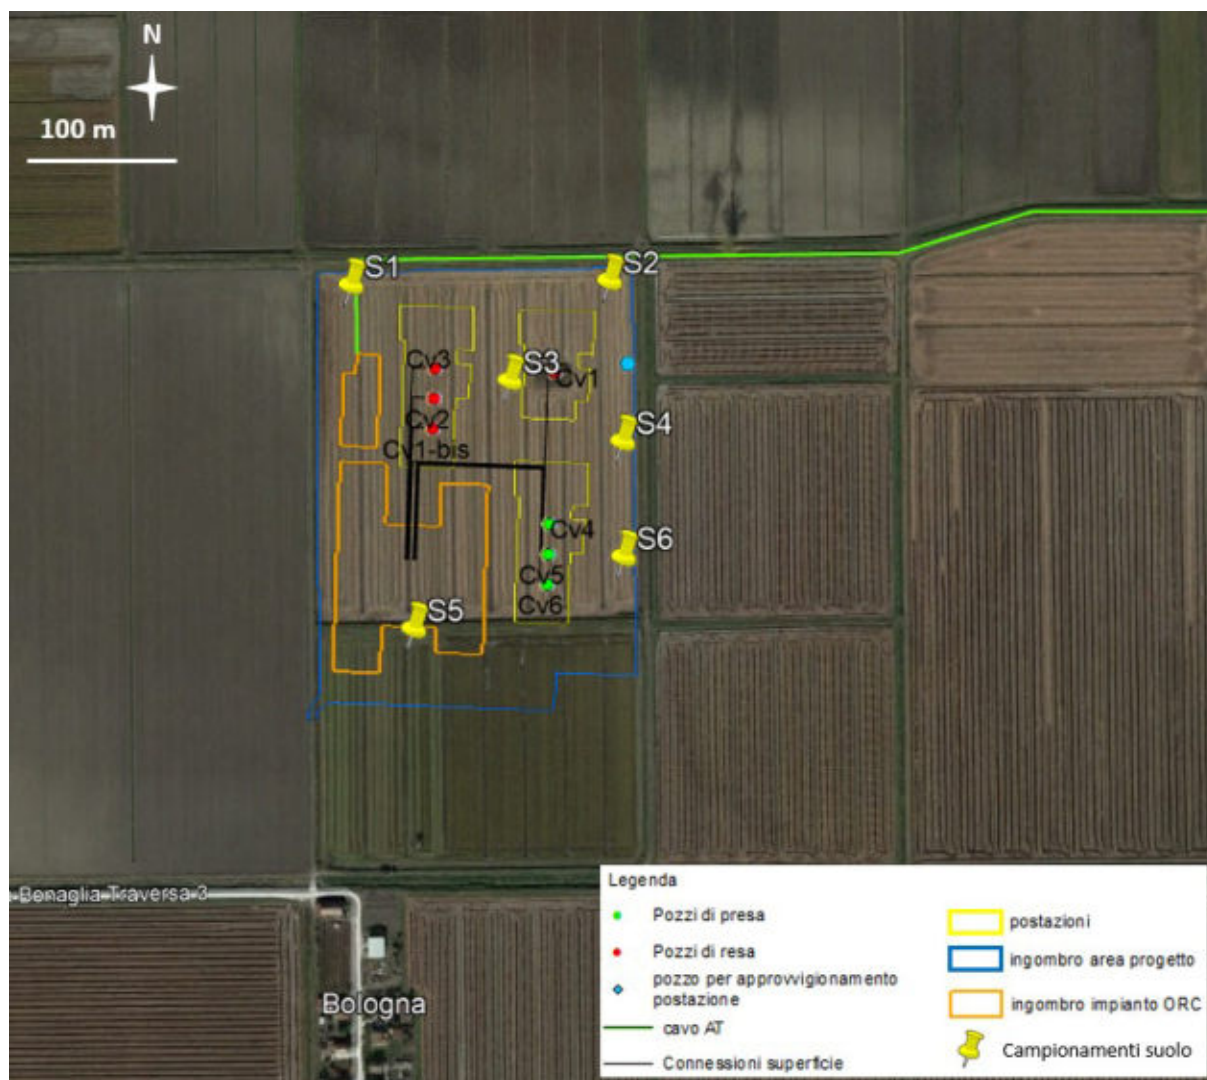 N
100 m
S1
S2
Cv3
S3
Cv1
Cv2
S4
Cv1-bis
Cv4
S6
Cv5
Cv6
S5
Bonaglia Traversa 3
Bologna
Legenda
Pozzi di presa
Pozzi di resa
pozzo per approvvigionamento
postazione
cavo AT
Connessioni superficie
postazioni
ingombro area progetto
ingombro impianto ORC
Campionamenti suolo